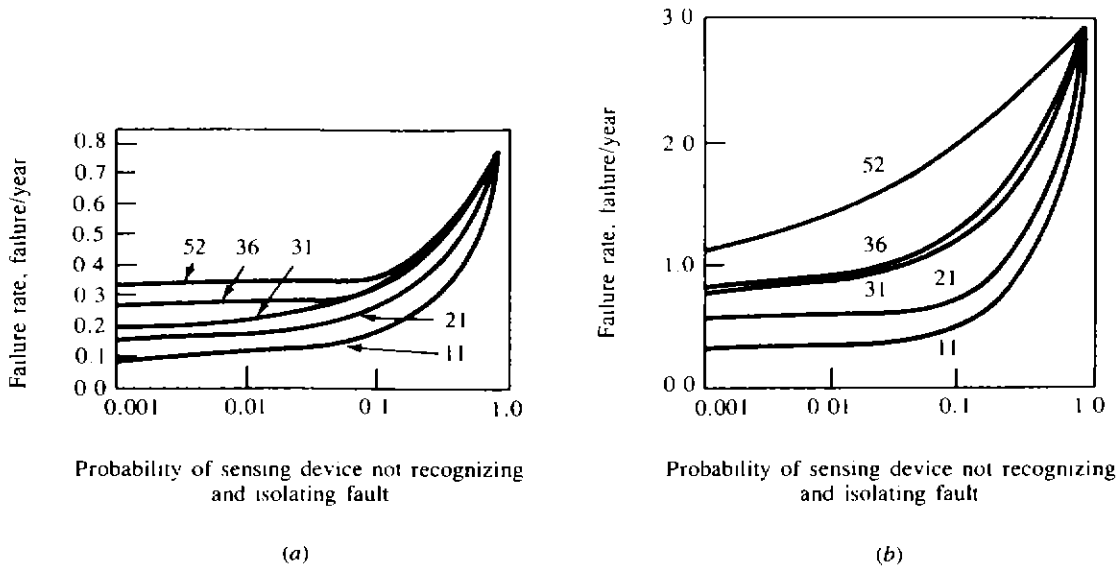 Failure rate, failure/year
0.8
0.7
0.6
0.5
0.4
0.3
0.2
0.1
0 0
52 36 31
21
11
0.001 0.01 0 1 1.0
Probability of sensing device not recognizing
and isolating fault
(a)
Failure rate, failure/year
3 0
2 0
1.0
0 0
52
36
31
21
11
0.001 0 01 0.1 1 0
Probability of sensing device not recognizing
and isolating fault
(b)